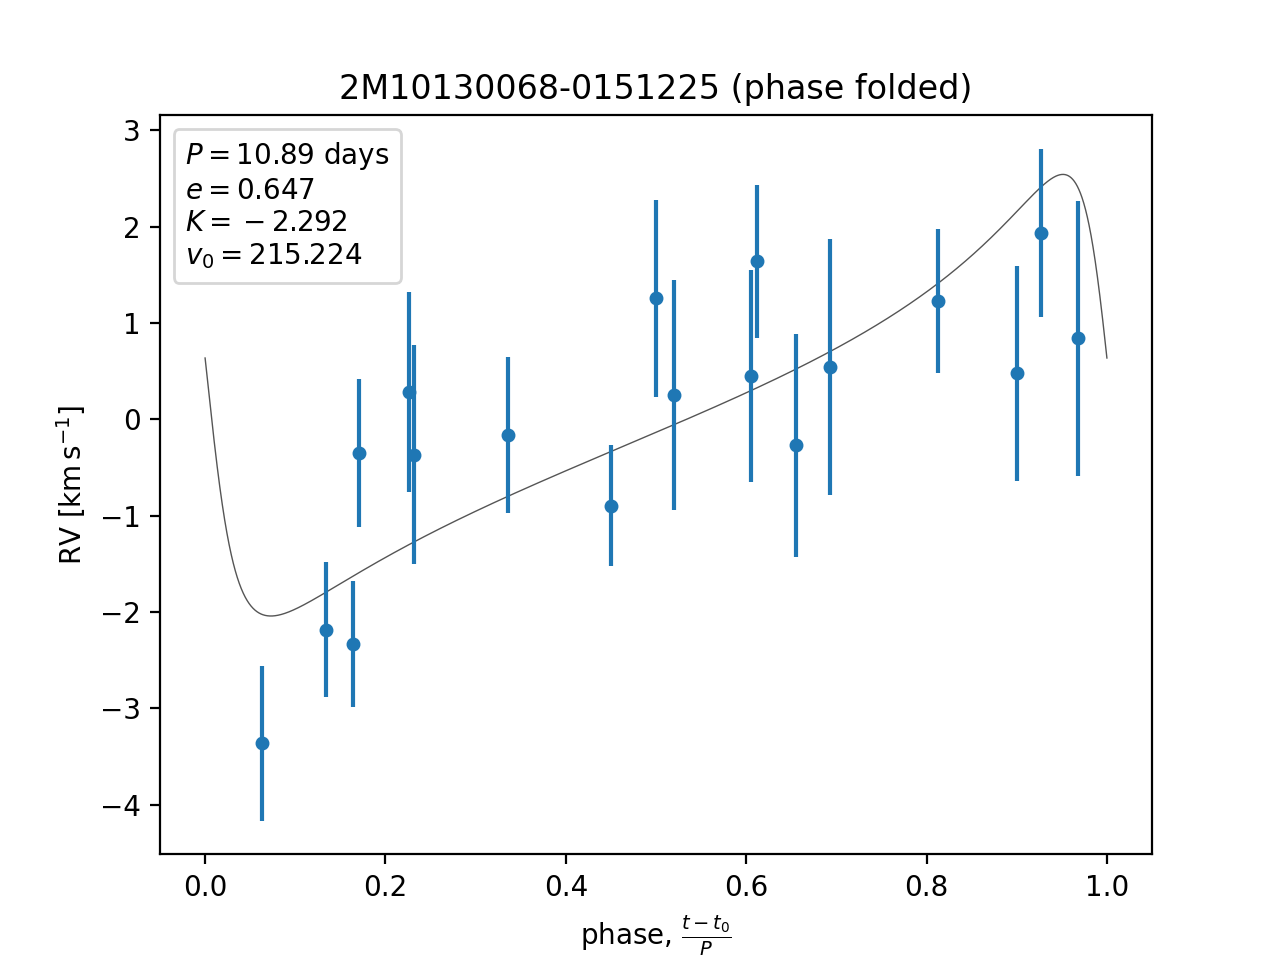 2M10130068-0151225 (phase folded)
P = 10.89 days
e = 0.647
K = −2.292
v₀ = 215.224
3
2
1
0
−1
−2
−3
−4
RV [km s⁻¹]
0.0 0.2 0.4 0.6 0.8 1.0
phase, (t − t₀)/P